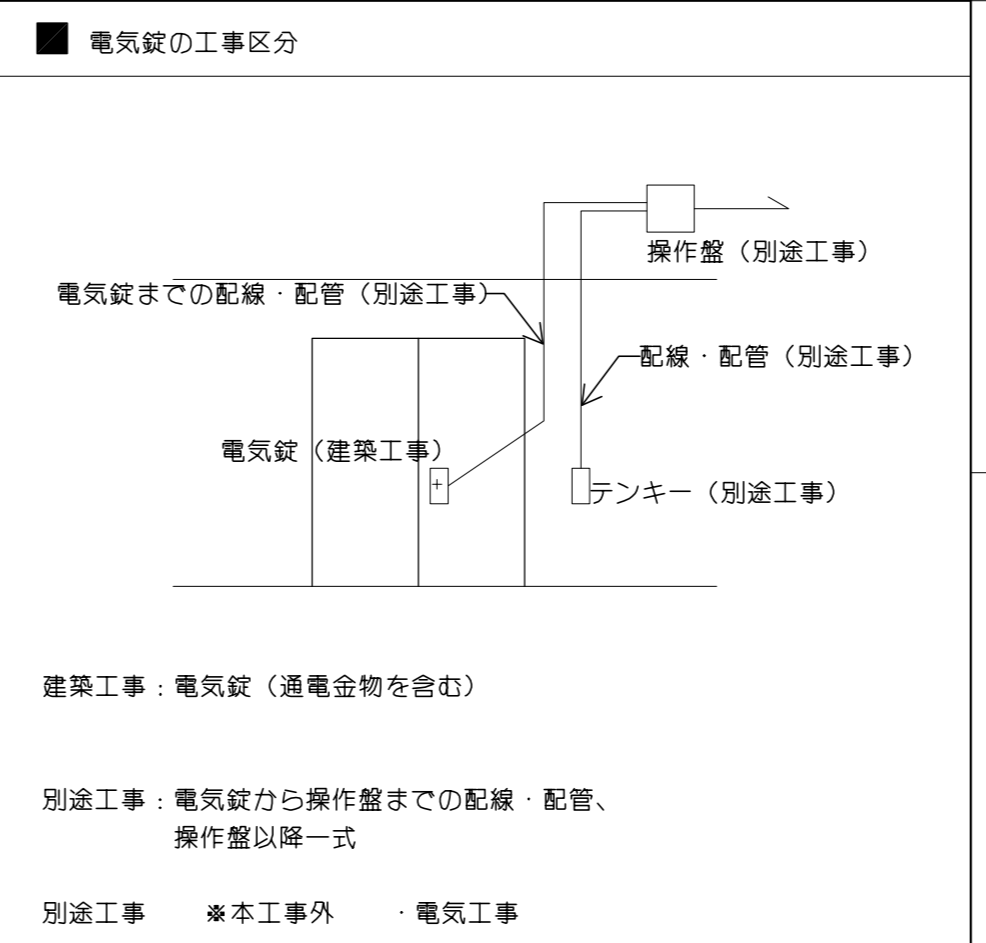 ■ 電気錠の工事区分
操作盤（別途工事）
電気錠までの配線・配管（別途工事）
配線・配管（別途工事）
電気錠（建築工事）
テンキー（別途工事）
建築工事：電気錠（通電金物を含む）
別途工事：電気錠から操作盤までの配線・配管、
操作盤以降一式
別途工事　※本工事外　・電気工事